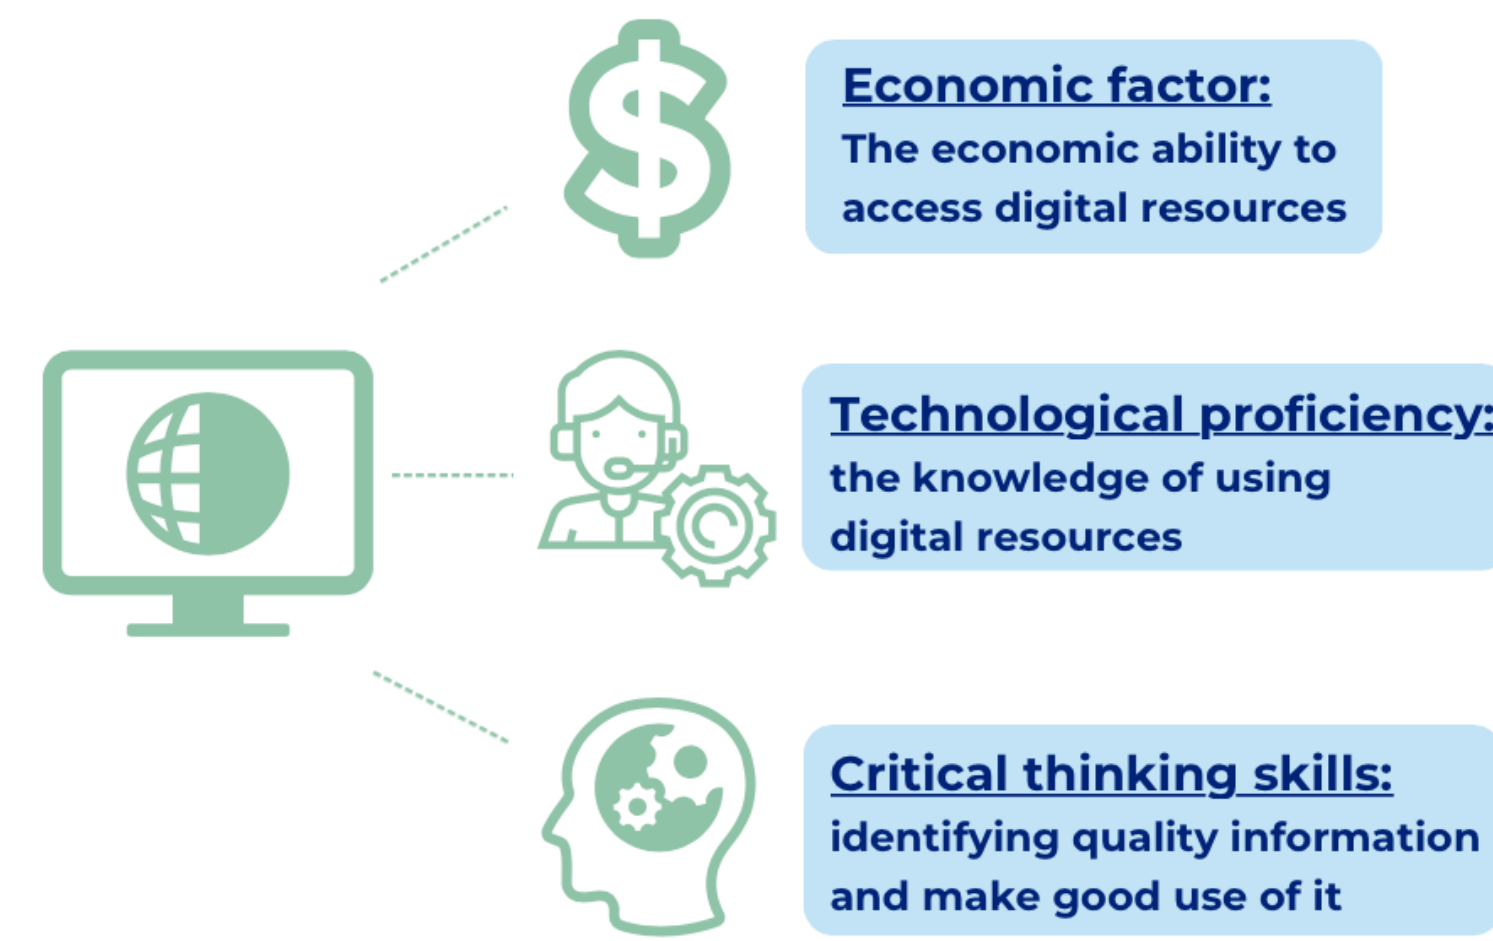 Economic factor:
The economic ability to
access digital resources
Technological proficiency:
the knowledge of using
digital resources
Critical thinking skills:
identifying quality information
and make good use of it